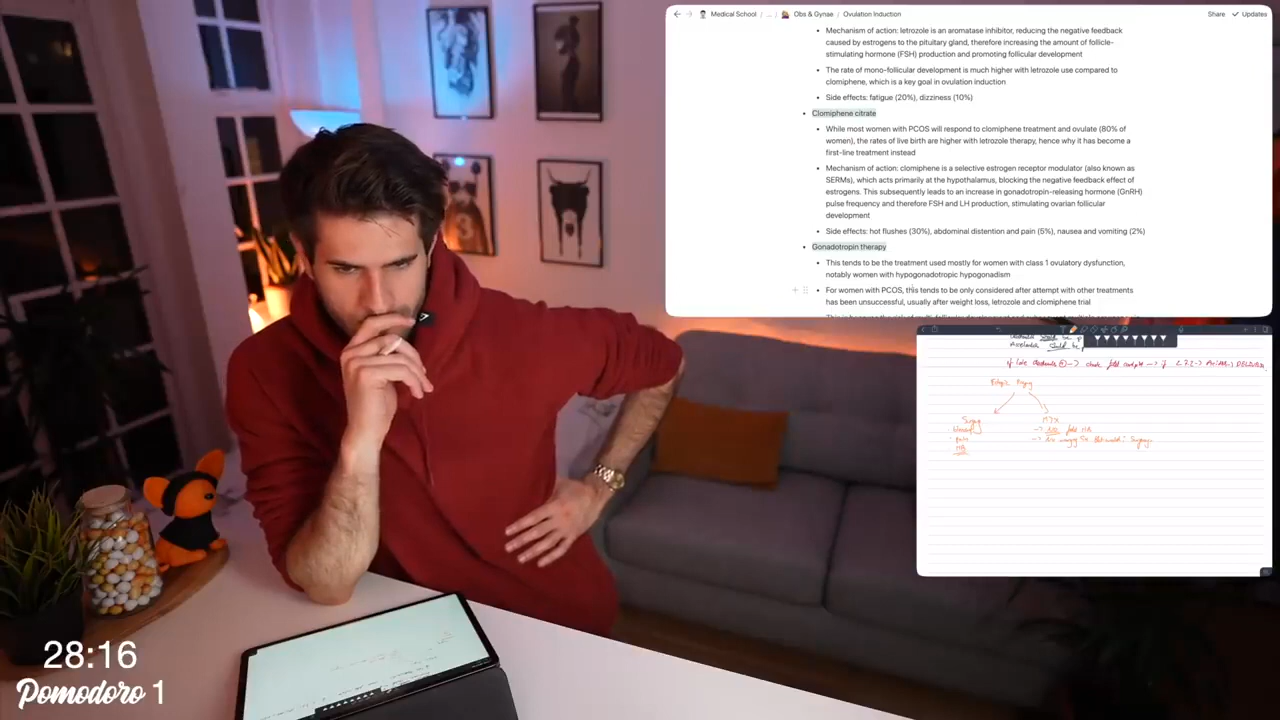 Medical School / ... / Obs & Gynae / Ovulation Induction
Share Updates
Mechanism of action: letrozole is an aromatase inhibitor, reducing the negative feedback
caused by estrogens to the pituitary gland, therefore increasing the amount of follicle-
stimulating hormone (FSH) production and promoting follicular development
The rate of mono-follicular development is much higher with letrozole use compared to
clomiphene, which is a key goal in ovulation induction
Side effects: fatigue (20%), dizziness (10%)
Clomiphene citrate
While most women with PCOS will respond to clomiphene treatment and ovulate (80% of
women), the rates of live birth are higher with letrozole therapy, hence why it has become a
first-line treatment instead
Mechanism of action: clomiphene is a selective estrogen receptor modulator (also known as
SERMs), which acts primarily at the hypothalamus, blocking the negative feedback effect of
estrogens. This subsequently leads to an increase in gonadotropin-releasing hormone (GnRH)
pulse frequency and therefore FSH and LH production, stimulating ovarian follicular
development
Side effects: hot flushes (30%), abdominal distention and pain (5%), nausea and vomiting (2%)
Gonadotropin therapy
This tends to be the treatment used mostly for women with class 1 ovulatory dysfunction,
notably women with hypogonadotropic hypogonadism
For women with PCOS, this tends to be only considered after attempt with other treatments
has been unsuccessful, usually after weight loss, letrozole and clomiphene trial
Surgery
MTX
28:16
Pomodoro 1